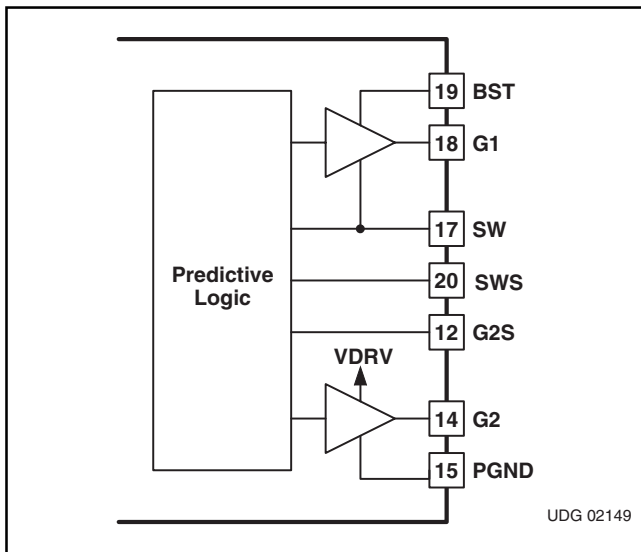 19 BST
18 G1
17 SW
20 SWS
Predictive
Logic
12 G2S
VDRV
14 G2
15 PGND
UDG 02149